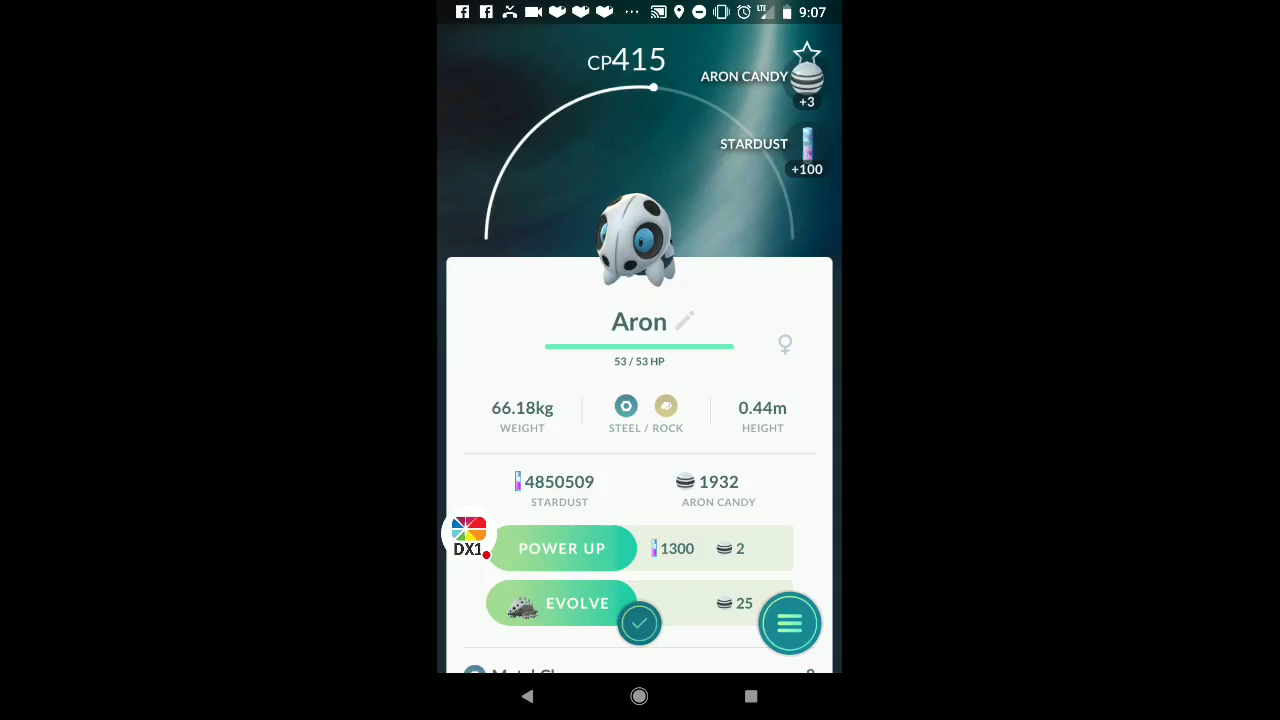 LTE 9:07
CP415
ARON CANDY
+3
STARDUST
+100
Aron
53 / 53 HP
66.18kg
WEIGHT
STEEL / ROCK
0.44m
HEIGHT
4850509
STARDUST
1932
ARON CANDY
POWER UP 1300 2
DX1
EVOLVE 25